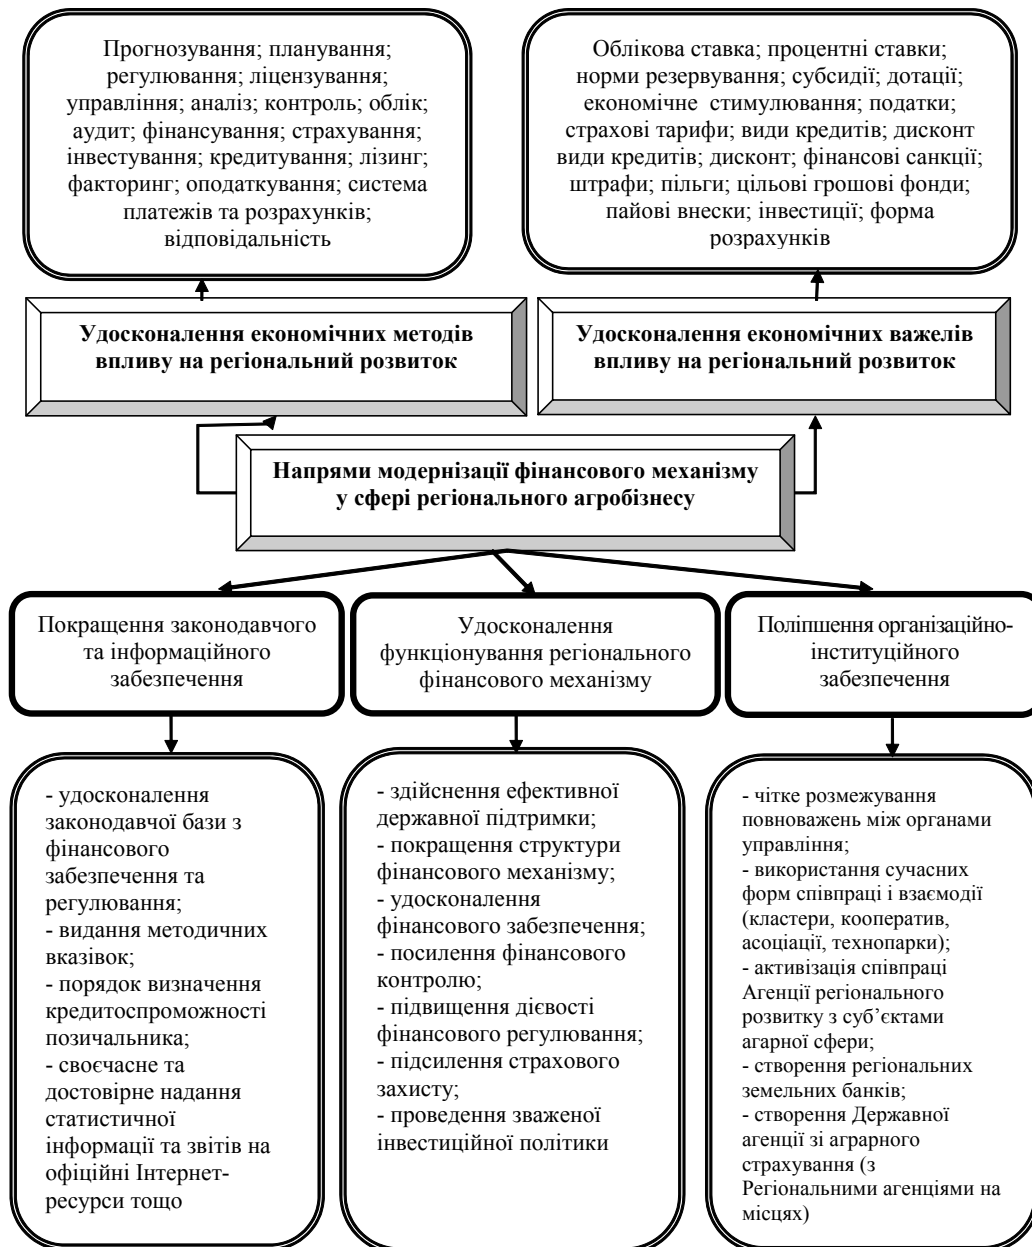 Прогнозування; планування;
регулювання; ліцензування;
управління; аналіз; контроль; облік;
аудит; фінансування; страхування;
інвестування; кредитування; лізинг;
факторинг; оподаткування; система
платежів та розрахунків;
відповідальність
Облікова ставка; процентні ставки;
норми резервування; субсидії; дотації;
економічне стимулювання; податки;
страхові тарифи; види кредитів; дисконт
види кредитів; дисконт; фінансові санкції;
штрафи; пільги; цільові грошові фонди;
пайові внески; інвестиції; форма
розрахунків
Удосконалення економічних методів
впливу на регіональний розвиток
Удосконалення економічних важелів
впливу на регіональний розвиток
Напрями модернізації фінансового механізму
у сфері регіонального агробізнесу
Покращення законодавчого
та інформаційного
забезпечення
Удосконалення
функціонування регіонального
фінансового механізму
Поліпшення організаційно-
інституційного
забезпечення
- удосконалення
законодавчої бази з
фінансового
забезпечення та
регулювання;
- видання методичних
вказівок;
- порядок визначення
кредитоспроможності
позичальника;
- своєчасне та
достовірне надання
статистичної
інформації та звітів на
офіційні Інтернет-
ресурси тощо
- здійснення ефективної
державної підтримки;
- покращення структури
фінансового механізму;
- удосконалення
фінансового забезпечення;
- посилення фінансового
контролю;
- підвищення дієвості
фінансового регулювання;
- підсилення страхового
захисту;
- проведення зваженої
інвестиційної політики
- чітке розмежування
повноважень між органами
управління;
- використання сучасних
форм співпраці і взаємодії
(кластери, кооператив,
асоціації, технопарки);
- активізація співпраці
Агенції регіонального
розвитку з суб’єктами
агарної сфери;
- створення регіональних
земельних банків;
- створення Державної
агенції зі аграрного
страхування (з
Регіональними агенціями на
місцях)